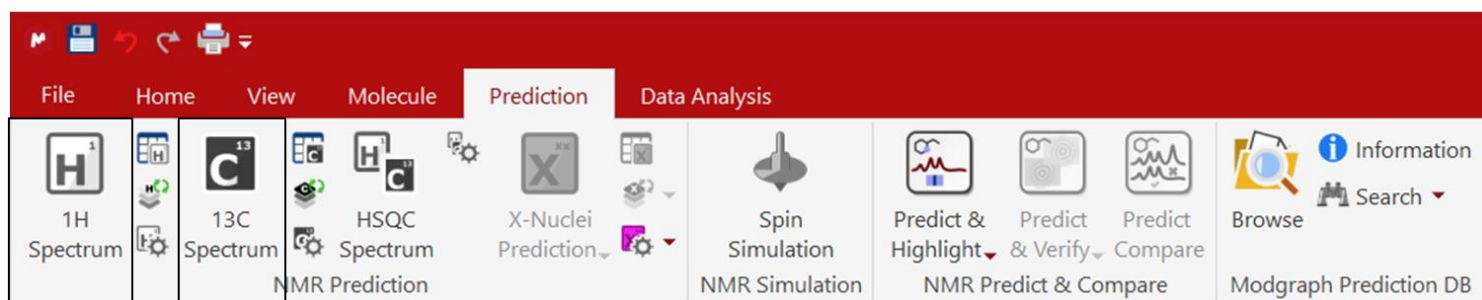 File Home View Molecule Prediction Data Analysis
1H Spectrum
13C Spectrum
HSQC Spectrum
X-Nuclei Prediction
NMR Prediction
Spin Simulation
NMR Simulation
Predict & Highlight
Predict & Verify
Predict Compare
NMR Predict & Compare
Browse
Information
Search
Modgraph Prediction DB